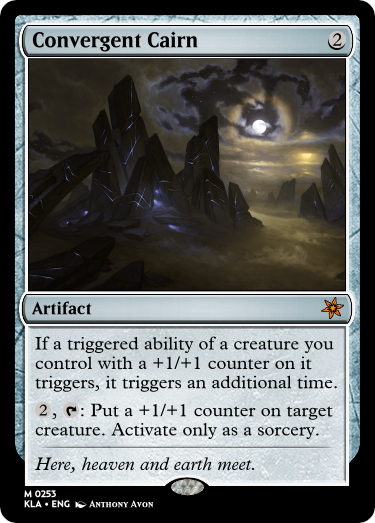 Convergent Cairn 2
Artifact
If a triggered ability of a creature you
control with a +1/+1 counter on it
triggers, it triggers an additional time.
2, : Put a +1/+1 counter on target
creature. Activate only as a sorcery.
Here, heaven and earth meet.
M 0253
KLA • ENG Anthony Avon